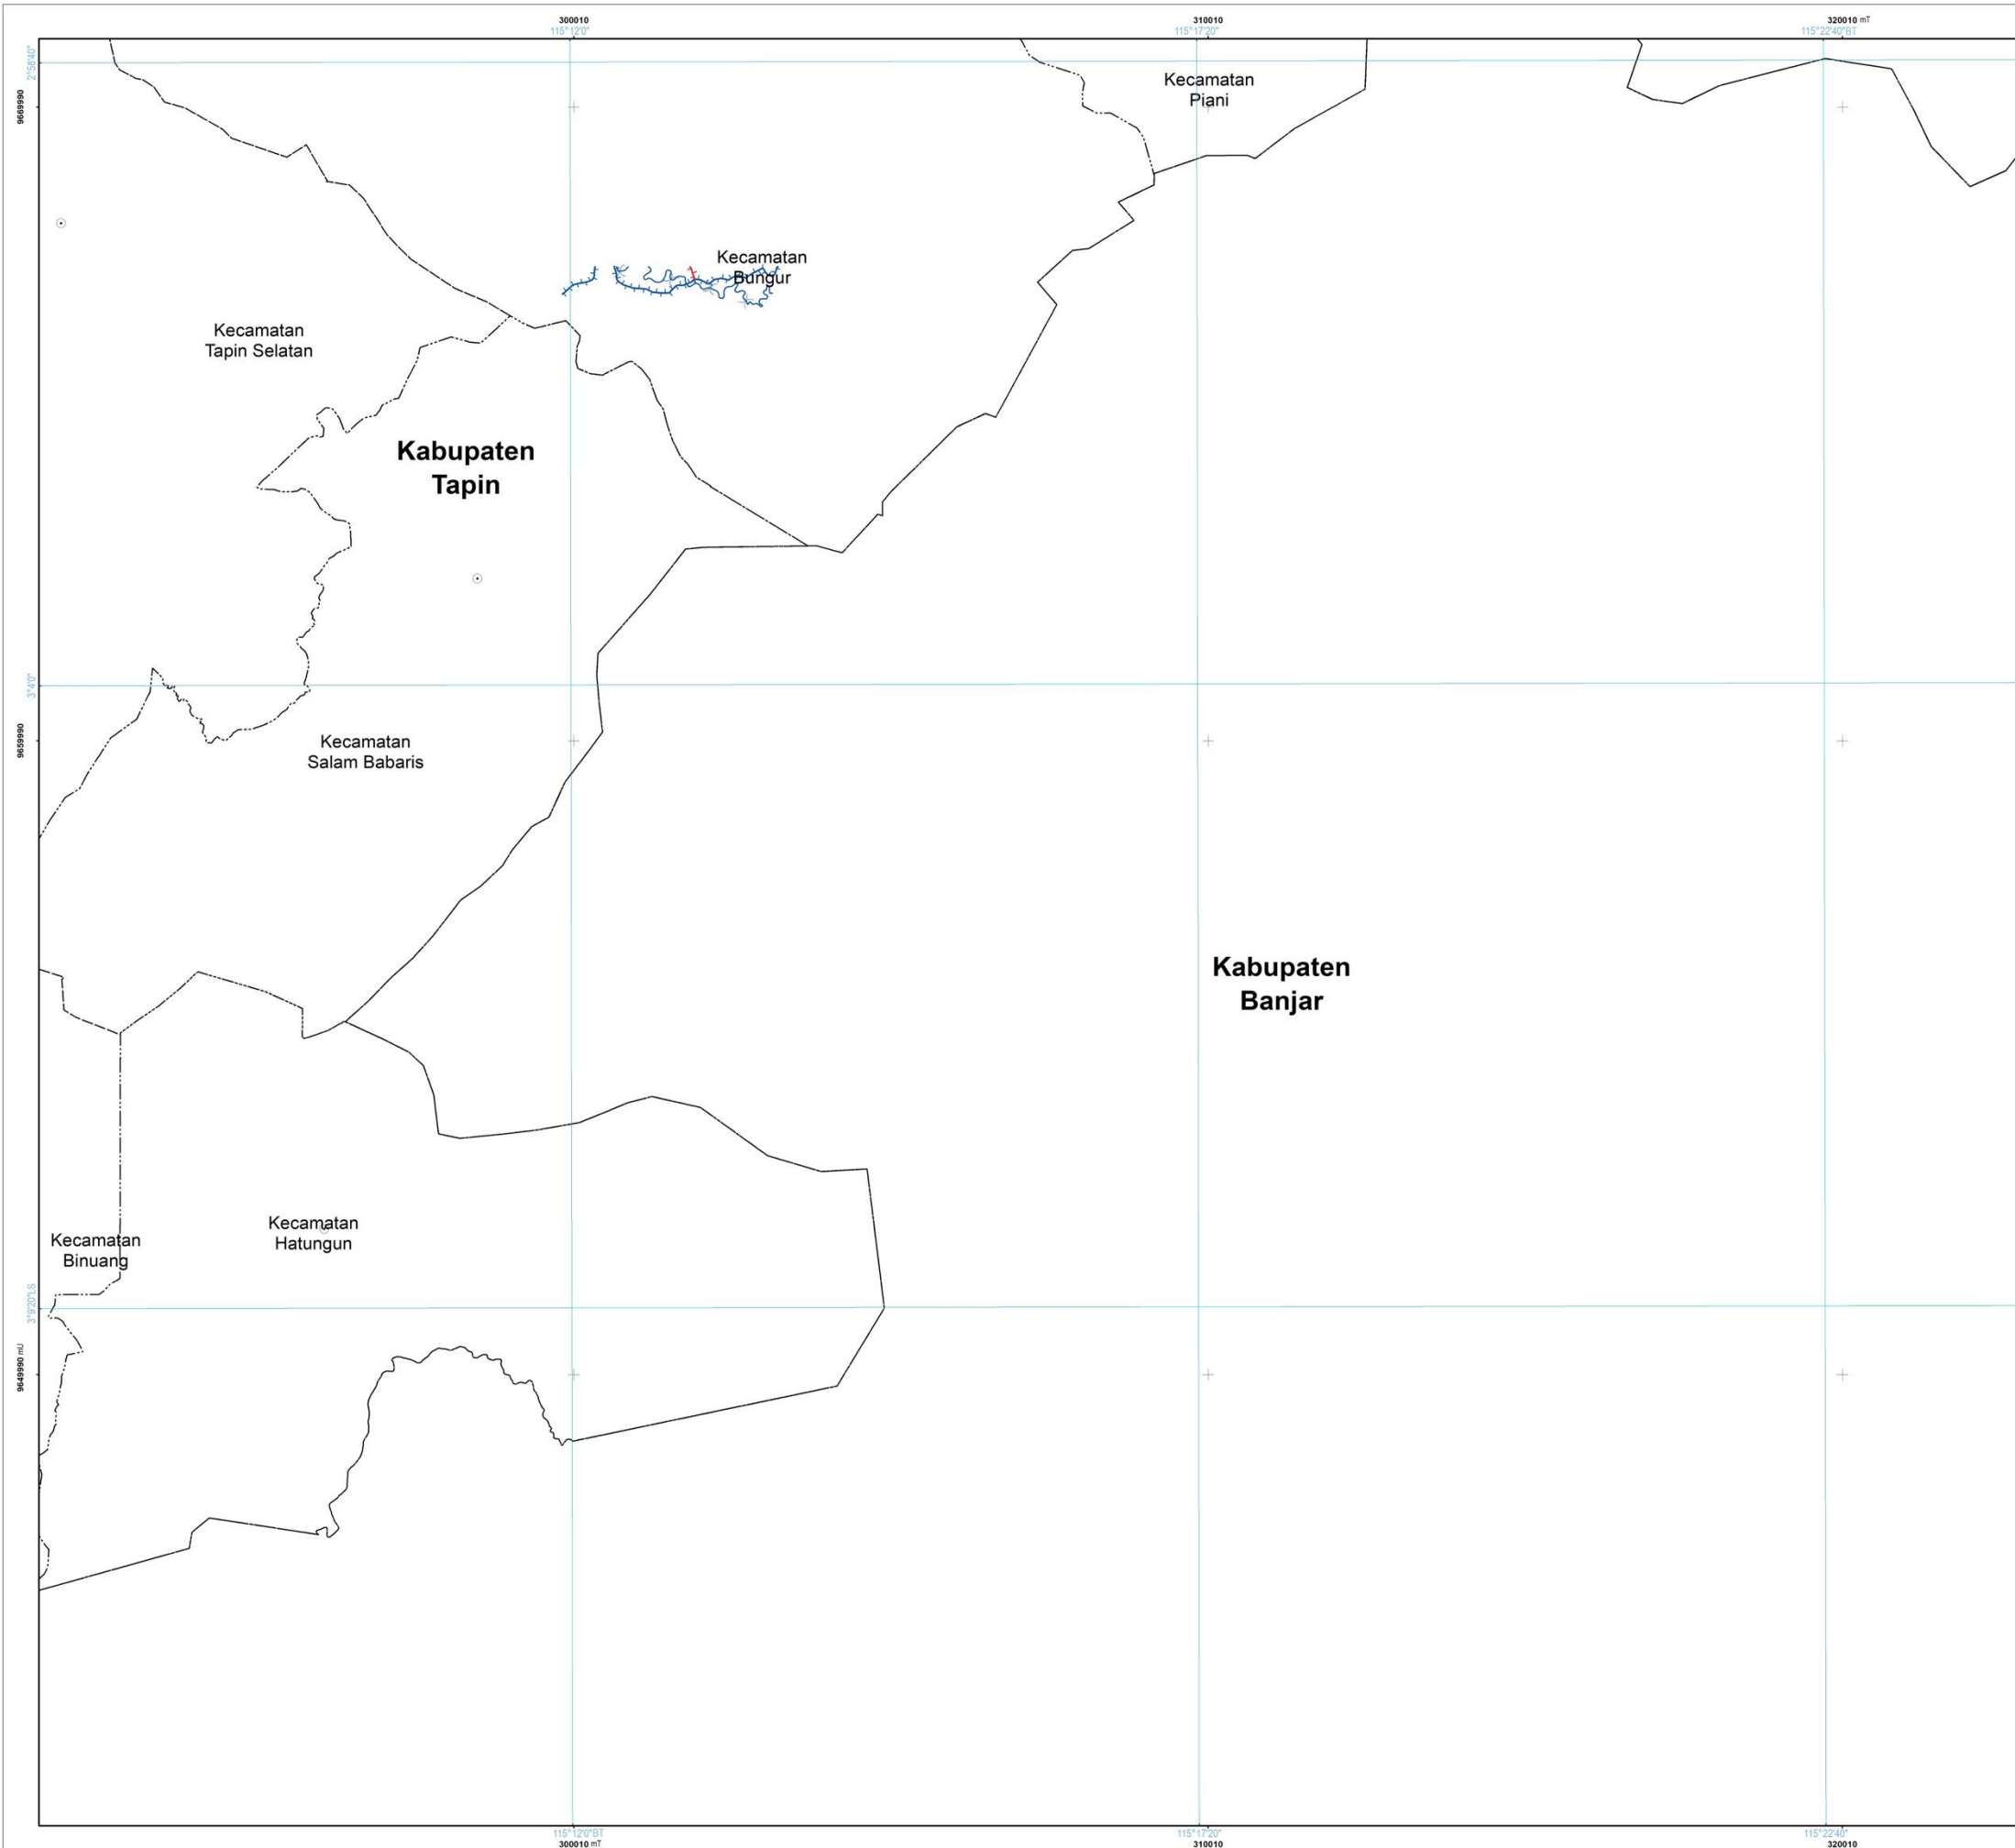 300010
310010
320010 mT
115°12'0"
115°17'20"
115°22'40"BT
2°58'40"
9669990
Kecamatan
Piani
Kecamatan
Bungur
Kecamatan
Tapin Selatan
Kabupaten
Tapin
3°4'0"
9659990
Kecamatan
Salam Babaris
Kabupaten
Banjar
Kecamatan
Hatungun
Kecamatan
Binuang
3°9'20"LS
9649990 mU
115°12'0"BT
115°17'20"
115°22'40"
300010 mT
310010
320010